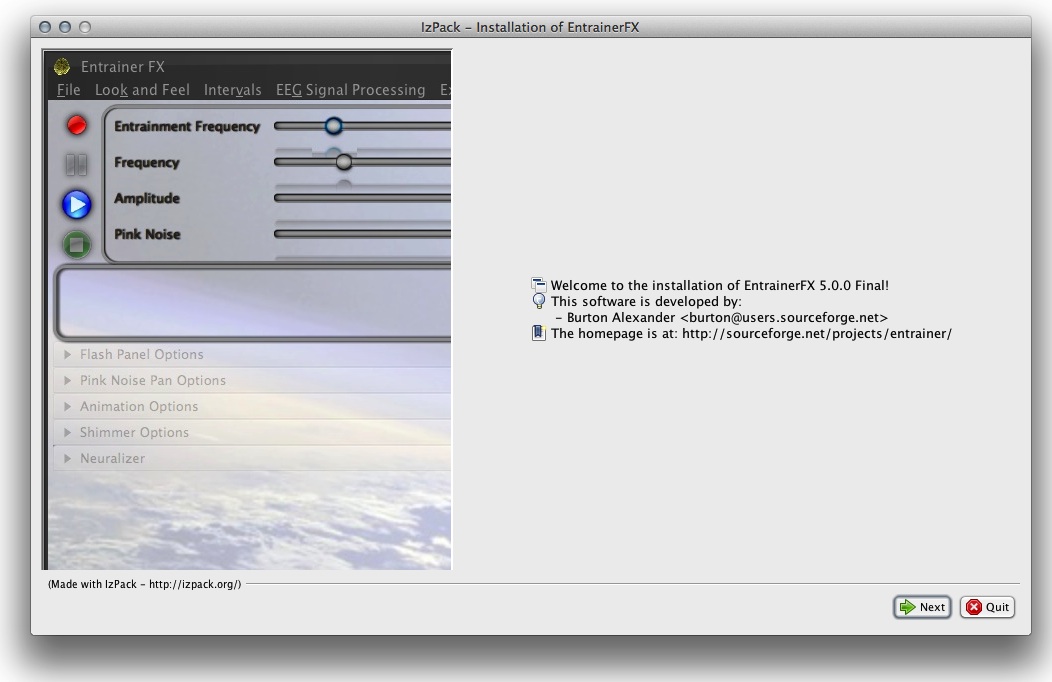 IzPack - Installation of EntrainerFX
Entrainer FX
File Look and Feel Intervals EEG Signal Processing
Entrainment Frequency
Frequency
Amplitude
Pink Noise
Flash Panel Options
Pink Noise Pan Options
Animation Options
Shimmer Options
Neuralizer
Welcome to the installation of EntrainerFX 5.0.0 Final!
This software is developed by:
- Burton Alexander <burton@users.sourceforge.net>
The homepage is at: http://sourceforge.net/projects/entrainer/
(Made with IzPack - http://izpack.org/)
Next Quit